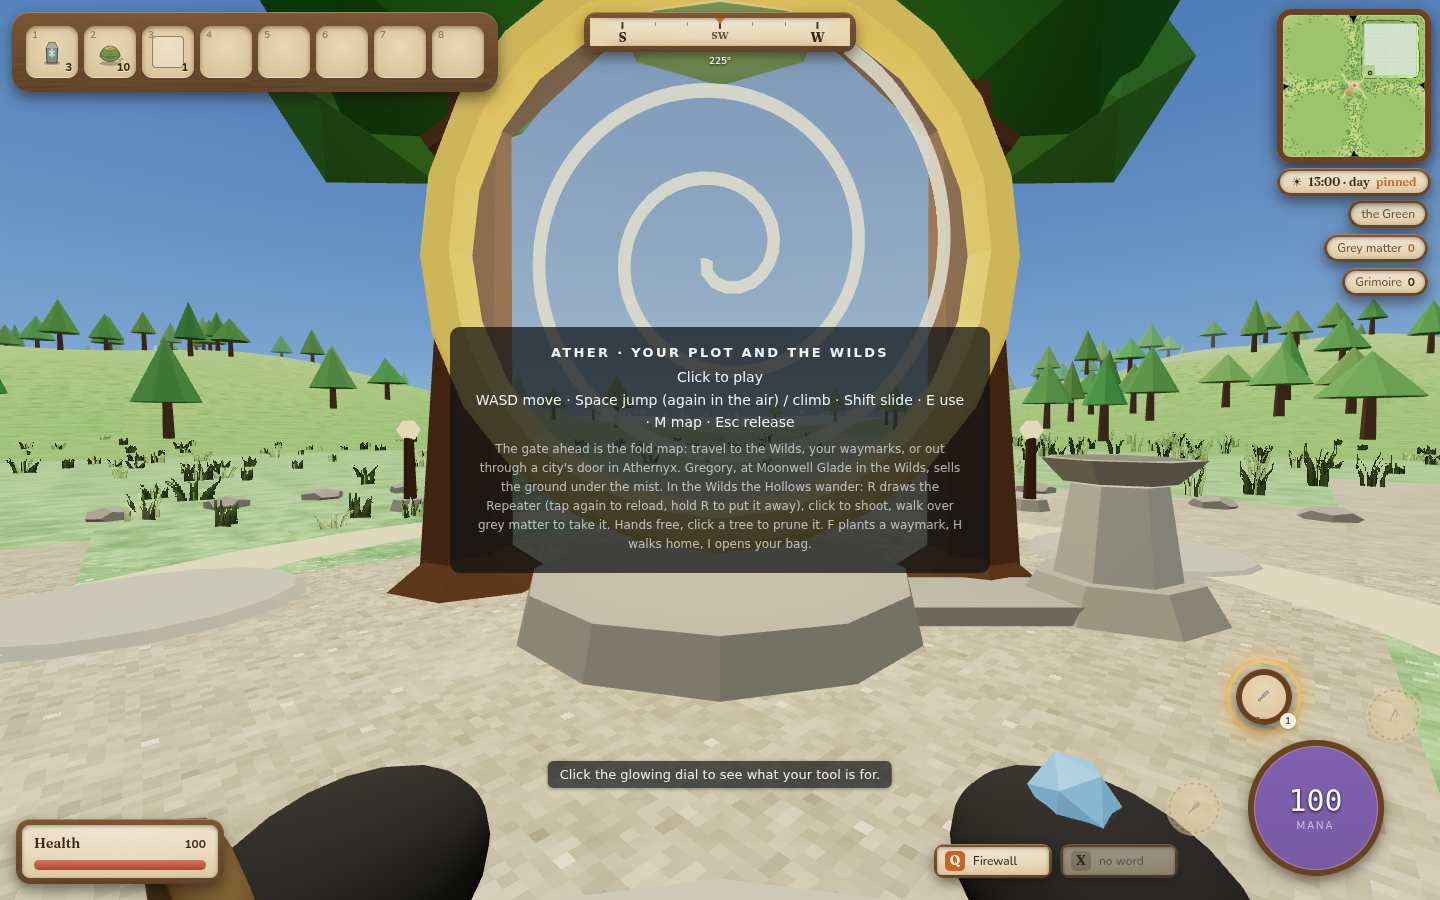 1 2 3 4 5 6 7 8
3 10 1
S SW W
225°
13:00 · day pinned
the Green
Grey matter 0
Grimoire 0
ATHER · YOUR PLOT AND THE WILDS
Click to play
WASD move · Space jump (again in the air) / climb · Shift slide · E use
· M map · Esc release
The gate ahead is the fold map: travel to the Wilds, your waymarks, or out
through a city's door in Athernyx. Gregory, at Moonwell Glade in the Wilds, sells
the ground under the mist. In the Wilds the Hollows wander: R draws the
Repeater (tap again to reload, hold R to put it away), click to shoot, walk over
grey matter to take it. Hands free, click a tree to prune it. F plants a waymark, H
walks home, I opens your bag.
1
Click the glowing dial to see what your tool is for.
100
MANA
Health 100
Q Firewall X no word